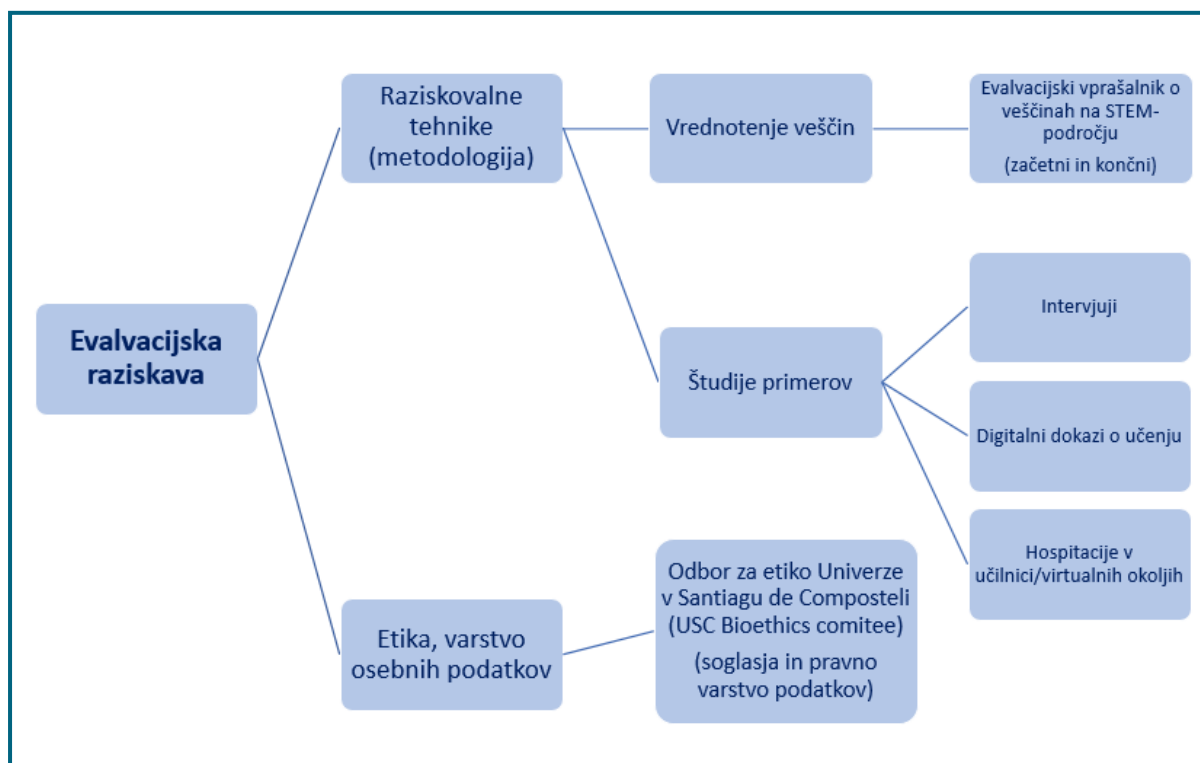 Evalvacijska
raziskava
Raziskovalne
tehnike
(metodologija)
Vrednotenje veščin
Evalvacijski vprašalnik o
veščinah na STEM-
področju
(začetni in končni)
Študije primerov
Intervjuji
Digitalni dokazi o učenju
Hospitacije v
učilnici/virtualnih okoljih
Etika, varstvo
osebnih podatkov
Odbor za etiko Univerze
v Santiagu de Composteli
(USC Bioethics comitee)
(soglasja in pravno
varstvo podatkov)